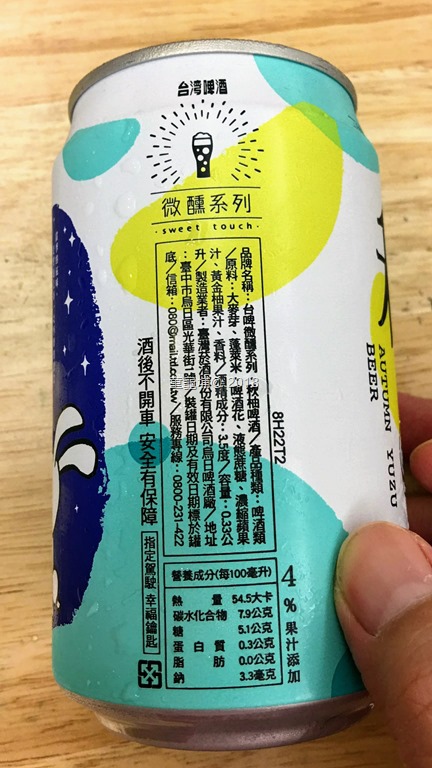 台湾啤酒
微醺系列
sweet touch
品牌名稱：台啤微醺系列 秋柚啤酒／產品種類：啤酒類
／原料：大麥芽、蓬萊米、啤酒花、液態蔗糖、濃縮蘋果
汁、黃金柚果汁、香料／酒精成分：3.5度／容量：0.33公
升／製造業者：臺灣菸酒股份有限公司烏日啤酒廠／地址
：臺中市烏日區光華街1號／裝罐日期及有效日期標於罐
底／信箱：080@mail.ttl.com.tw／服務專線：0800-231-422
8H22T2
酒後不開車 安全有保障
指定駕駛 幸福鑰匙
營養成分(每100毫升)
熱量 54.5大卡
碳水化合物 7.9公克
糖 5.1公克
蛋白質 0.3公克
脂肪 0.0公克
鈉 3.3毫克
4%果汁添加
秋
AUTUMN YUZU
BEER